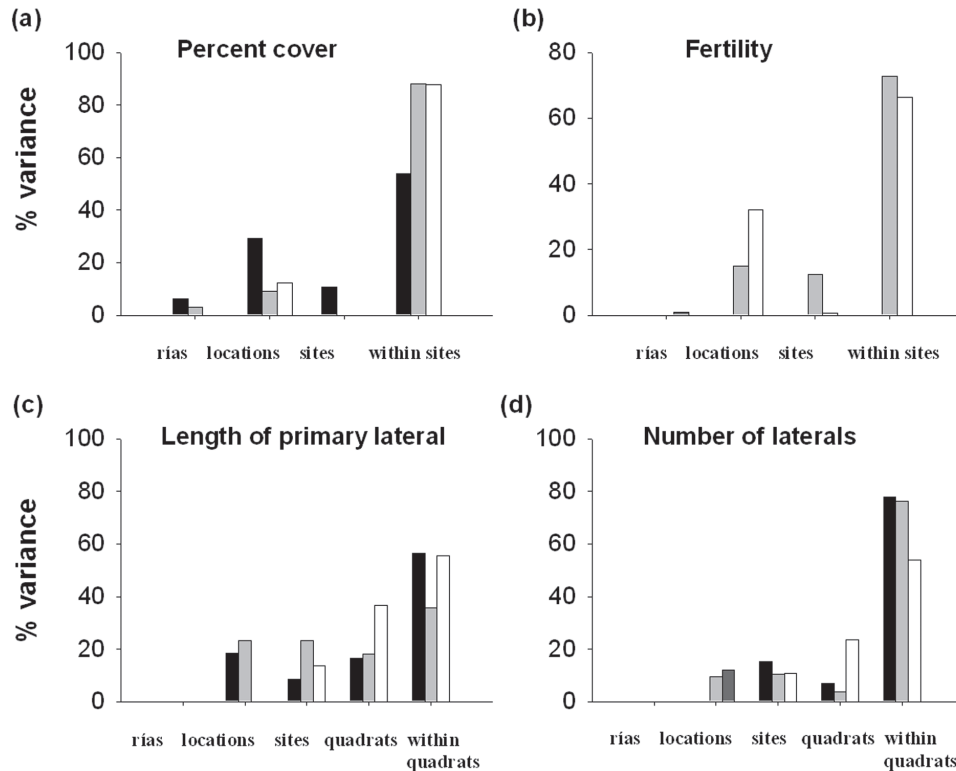 (a)
Percent cover
% variance
100
80
60
40
20
0
rías locations sites within sites
(b)
Fertility
80
60
40
20
0
rías locations sites within sites
(c)
Length of primary lateral
% variance
100
80
60
40
20
0
rías locations sites quadrats within
quadrats
(d)
Number of laterals
100
80
60
40
20
0
rías locations sites quadrats within
quadrats